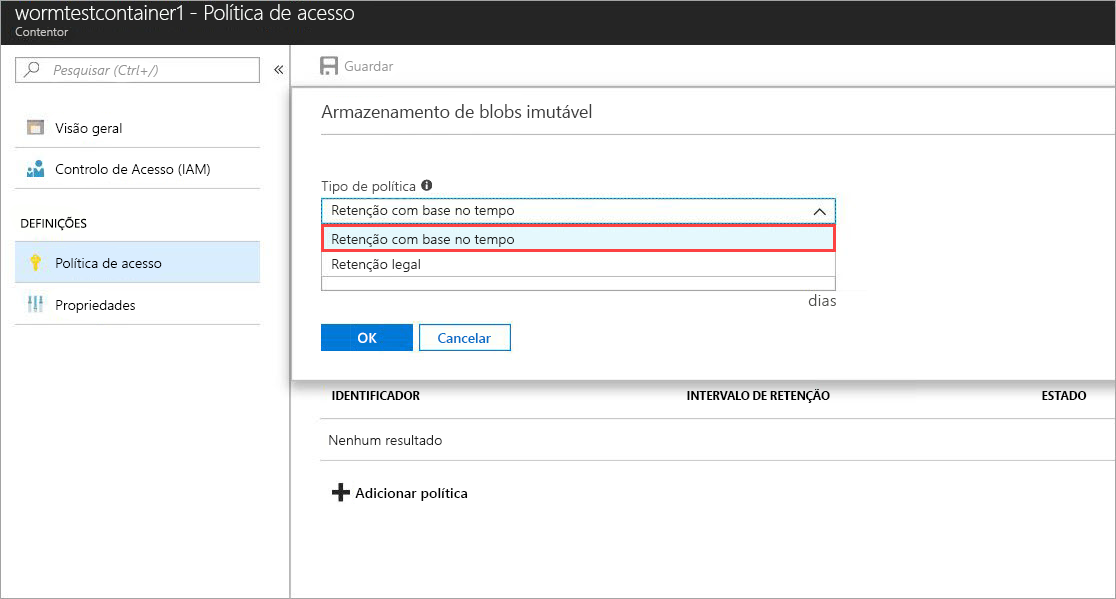 wormtestcontainer1 - Política de acesso
Contentor
Pesquisar (Ctrl+/)
«
Visão geral
Controlo de Acesso (IAM)
DEFINIÇÕES
Política de acesso
Propriedades
Guardar
Armazenamento de blobs imutável
Tipo de política
Retenção com base no tempo
Retenção com base no tempo
Retenção legal
dias
OK Cancelar
IDENTIFICADOR INTERVALO DE RETENÇÃO ESTADO
Nenhum resultado
Adicionar política